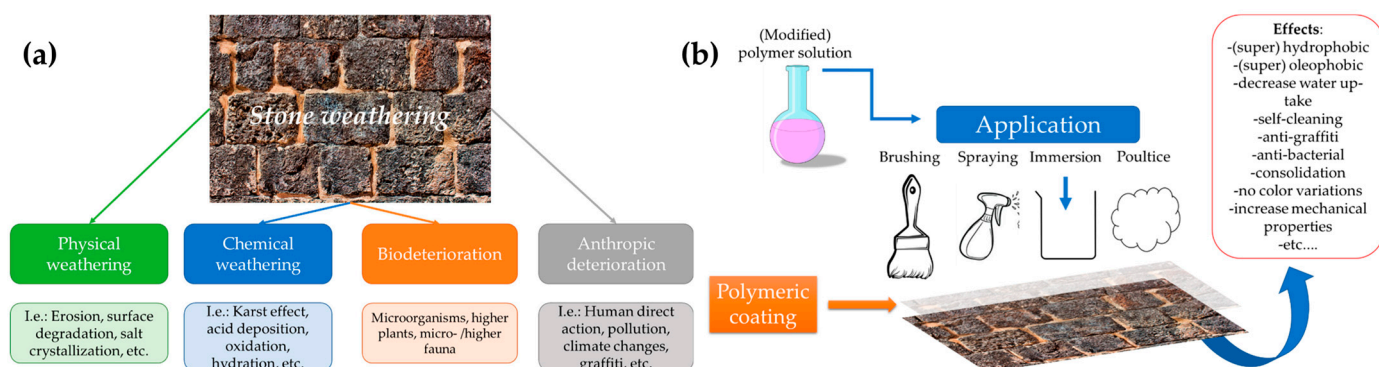 (a)
Stone weathering
Physical
weathering
Chemical
weathering
Biodeterioration
Anthropic
deterioration
I.e.: Erosion, surface
degradation, salt
crystallization, etc.
I.e.: Karst effect,
acid deposition,
oxidation,
hydration, etc.
Microorganisms, higher
plants, micro- /higher
fauna
I.e.: Human direct
action, pollution,
climate changes,
graffiti, etc.
(b)
(Modified)
polymer solution
Application
Brushing
Spraying
Immersion
Poultice
Polymeric
coating
Effects:
-(super) hydrophobic
-(super) oleophobic
-decrease water up-
take
-self-cleaning
-anti-graffiti
-anti-bacterial
-consolidation
-no color variations
-increase mechanical
properties
-etc....